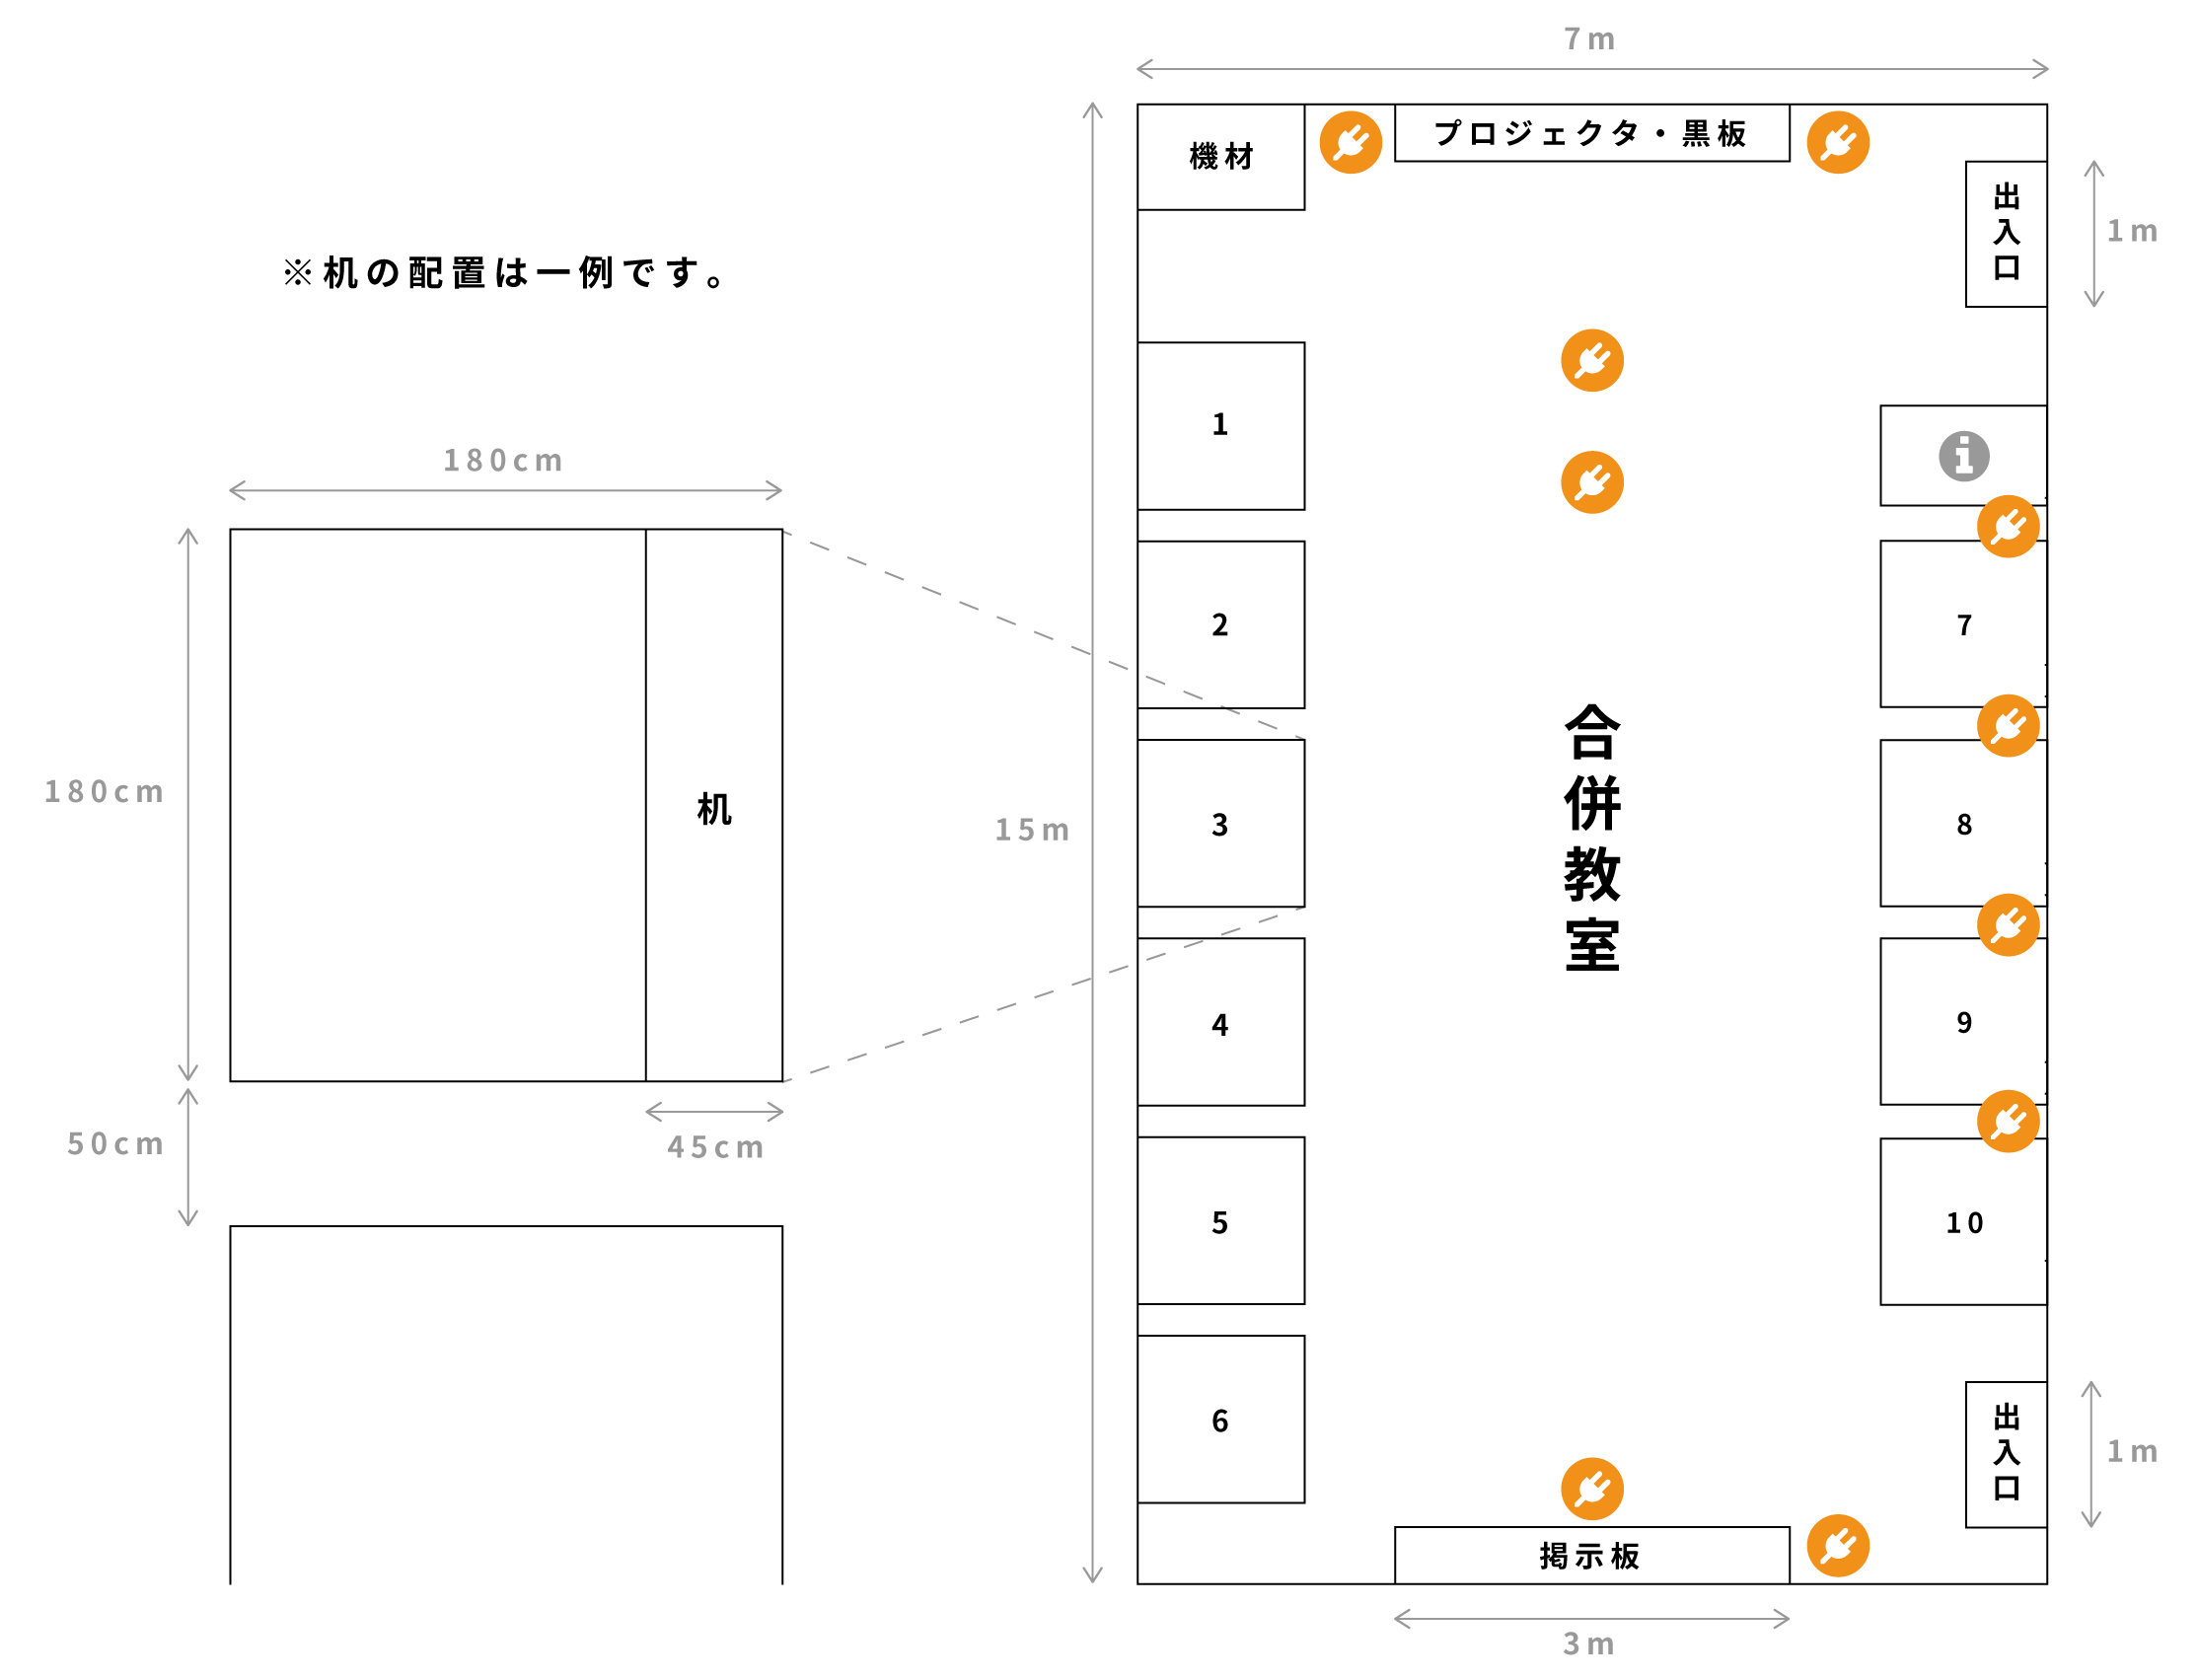 7m
機材
プロジェクタ・黒板
出入口
1m
※机の配置は一例です。
1
i
180cm
2
7
180cm
机
15m
3
8
合併教室
4
9
50cm
45cm
5
10
6
出入口
1m
掲示板
3m